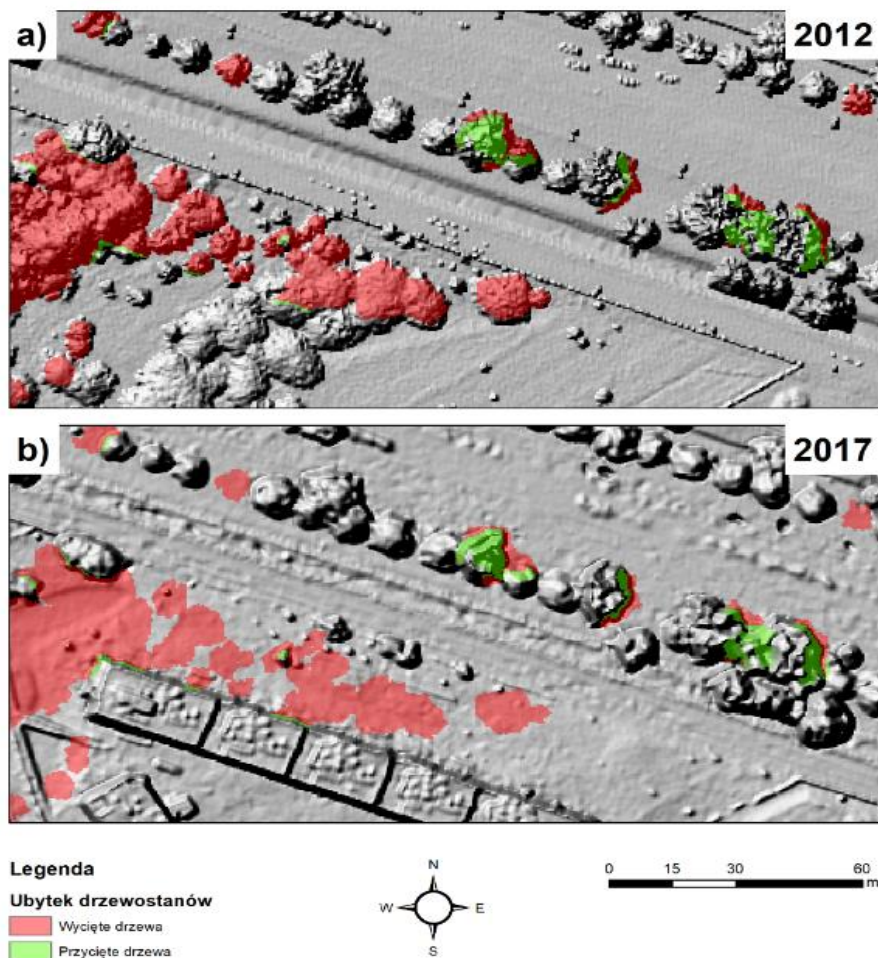 a) 2012
b) 2017
Legenda
Ubytek drzewostanów
Wycięte drzewa
Przycięte drzewa
N
W E
S
0 15 30 60
m